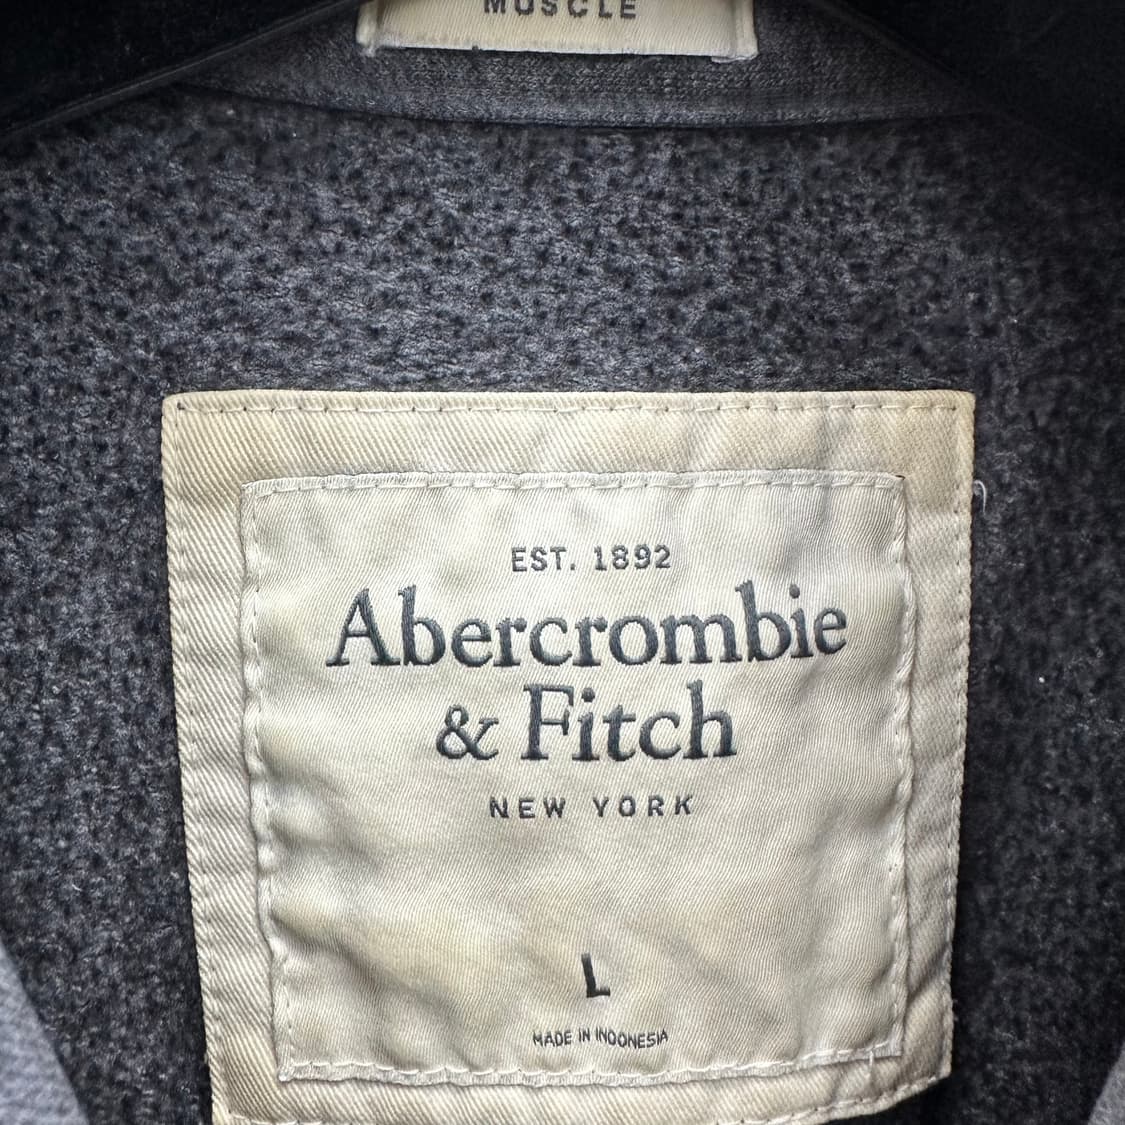 MUSCLE
EST. 1892
Abercrombie
& Fitch
NEW YORK
L
MADE IN INDONESIA